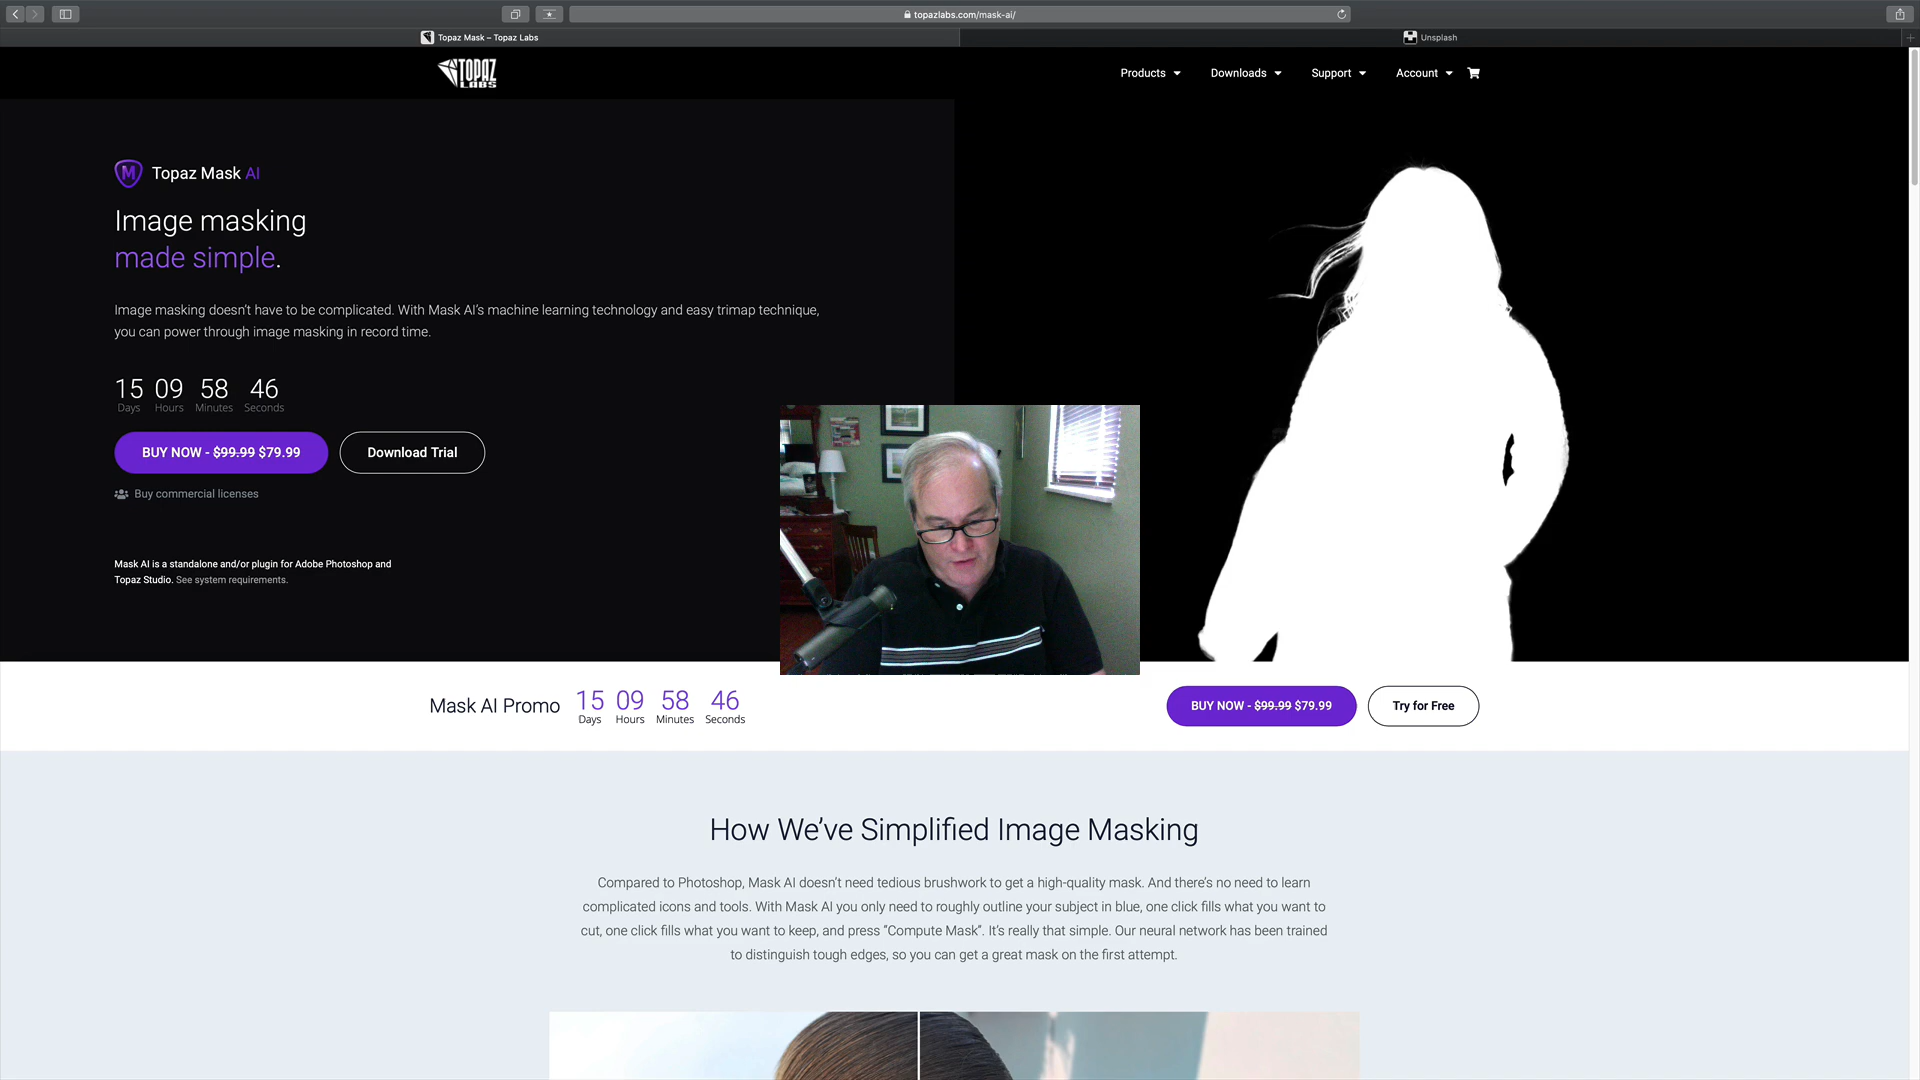 topazlabs.com/mask-ai/
Topaz Mask – Topaz Labs
Unsplash
TOPAZ
LABS
Products
Downloads
Support
Account
M Topaz Mask AI
Image masking
made simple.
Image masking doesn't have to be complicated. With Mask AI's machine learning technology and easy trimap technique,
you can power through image masking in record time.
15 09 58 46
Days Hours Minutes Seconds
BUY NOW - $99.99 $79.99
Download Trial
Buy commercial licenses
Mask AI is a standalone and/or plugin for Adobe Photoshop and
Topaz Studio. See system requirements.
Mask AI Promo
15 09 58 46
Days Hours Minutes Seconds
BUY NOW - $99.99 $79.99
Try for Free
How We've Simplified Image Masking
Compared to Photoshop, Mask AI doesn't need tedious brushwork to get a high-quality mask. And there's no need to learn
complicated icons and tools. With Mask AI you only need to roughly outline your subject in blue, one click fills what you want to
cut, one click fills what you want to keep, and press "Compute Mask". It's really that simple. Our neural network has been trained
to distinguish tough edges, so you can get a great mask on the first attempt.